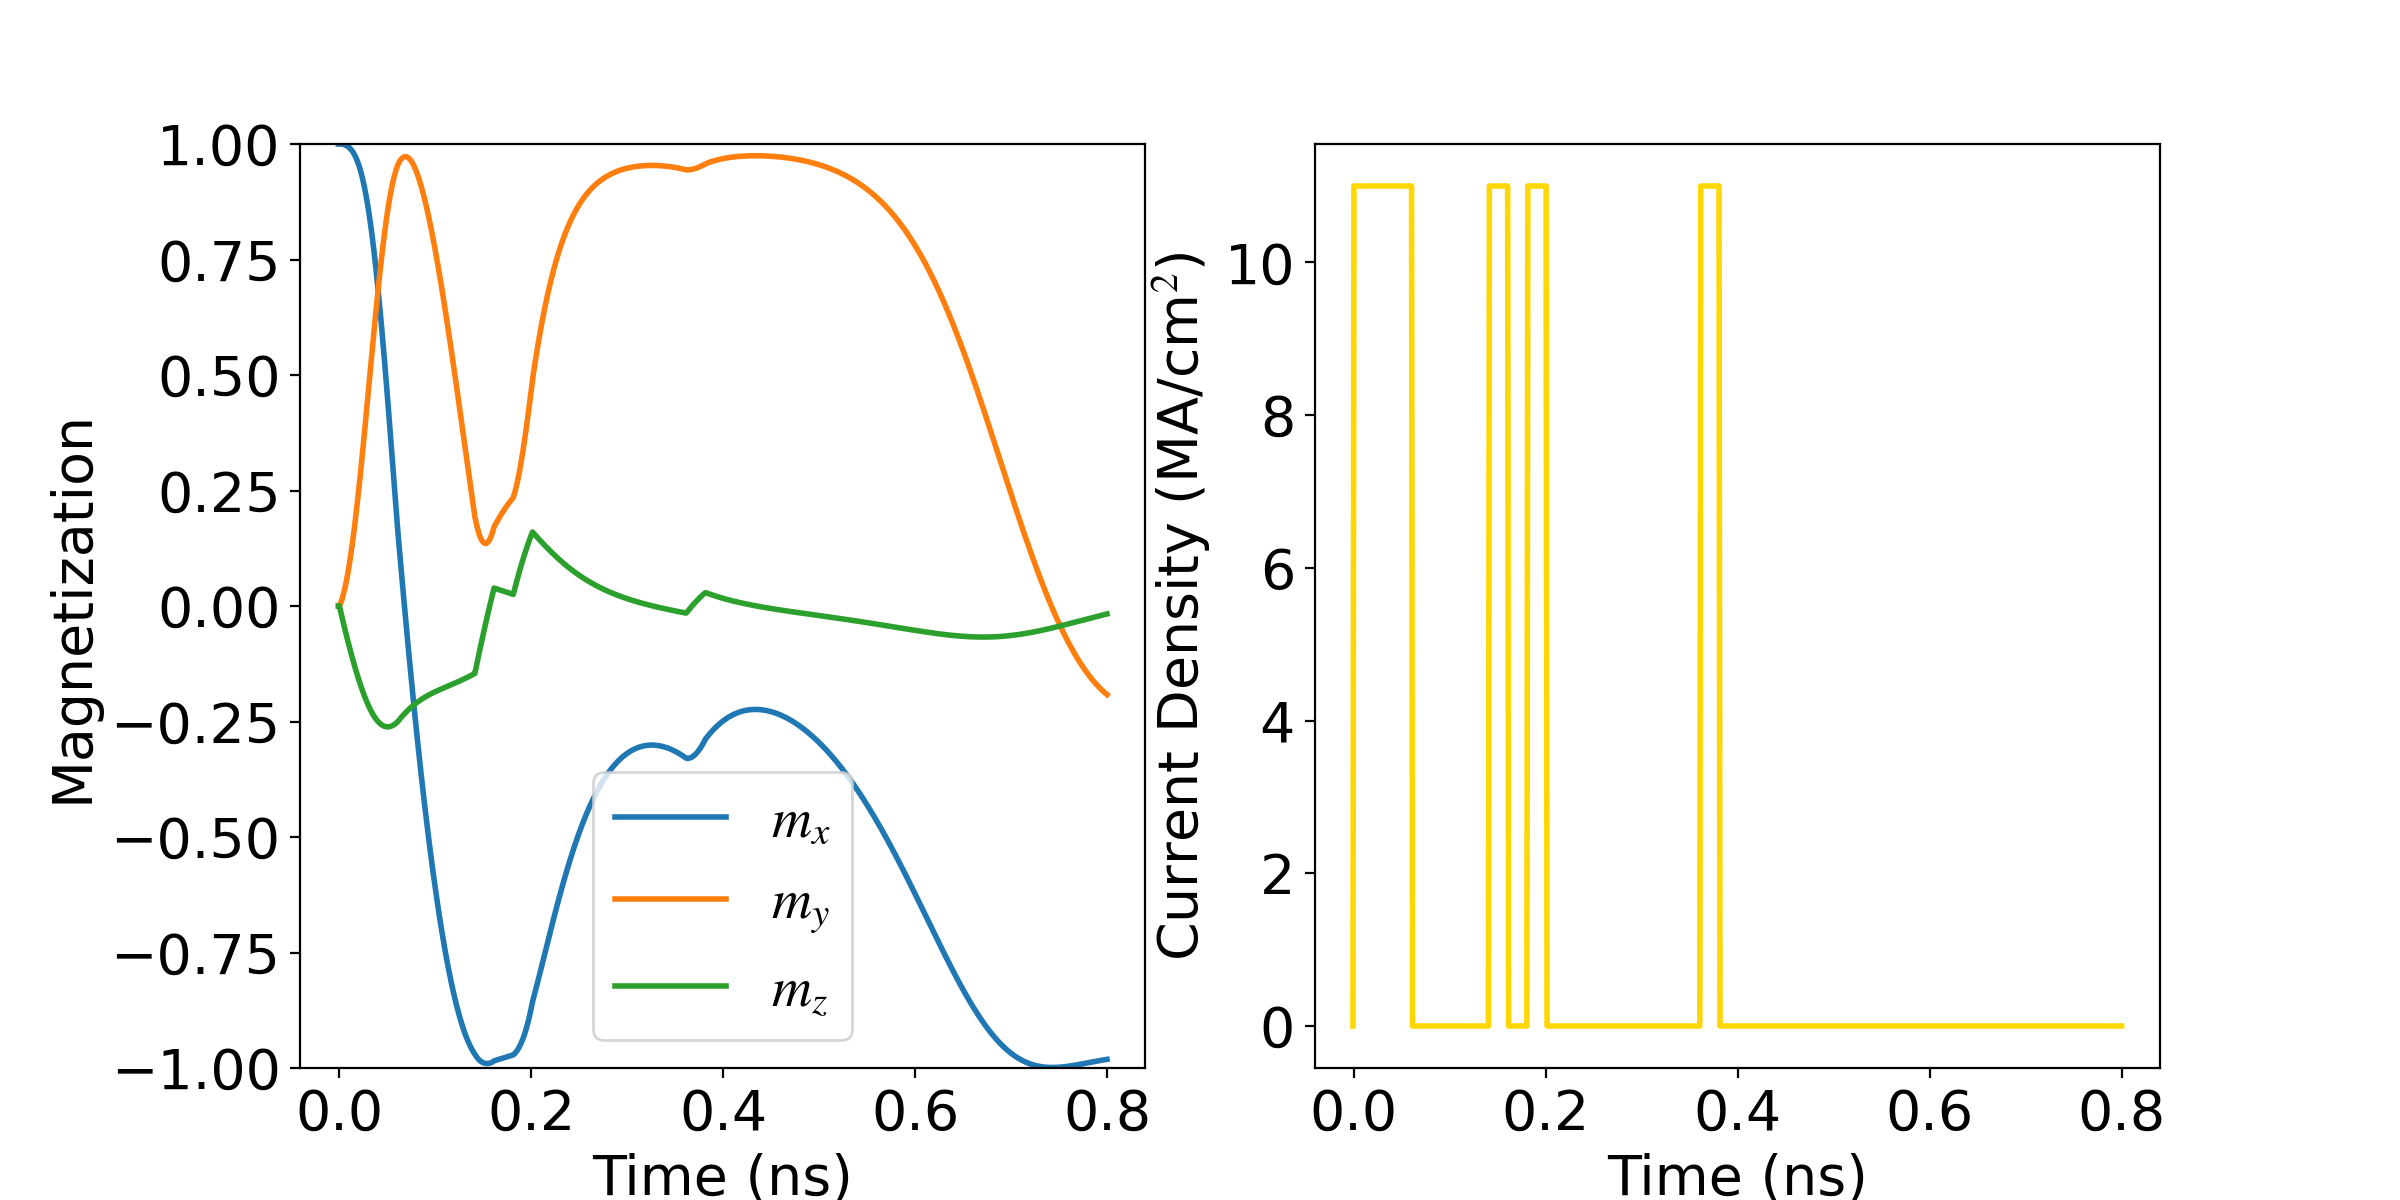 Magnetization
1.00
0.75
0.50
0.25
0.00
−0.25
−0.50
−0.75
−1.00
0.0 0.2 0.4 0.6 0.8
Time (ns)
m_x
m_y
m_z
Current Density (MA/cm²)
10
8
6
4
2
0
0.0 0.2 0.4 0.6 0.8
Time (ns)